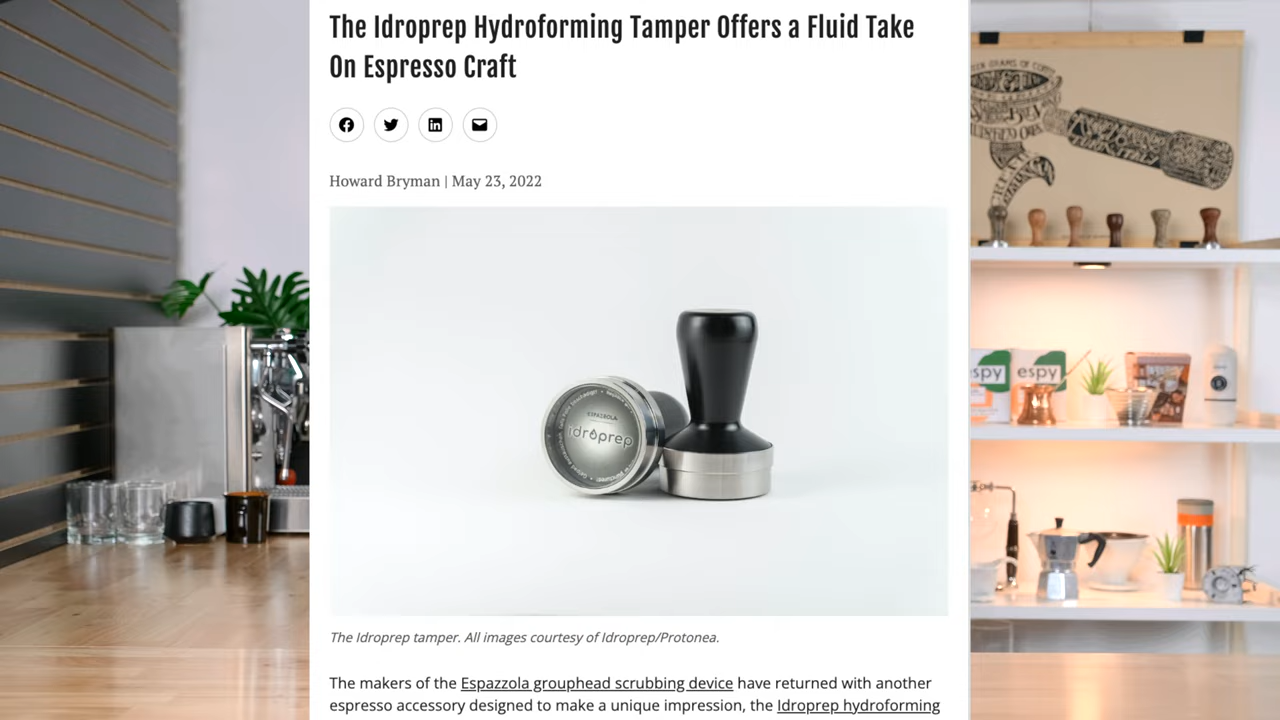 The Idroprep Hydroforming Tamper Offers a Fluid Take
On Espresso Craft
Howard Bryman | May 23, 2022
ESPAZZOLA
idroprep
The Idroprep tamper. All images courtesy of Idroprep/Protonea.
The makers of the Espazzola grouphead scrubbing device have returned with another
espresso accessory designed to make a unique impression, the Idroprep hydroforming
espy
espy